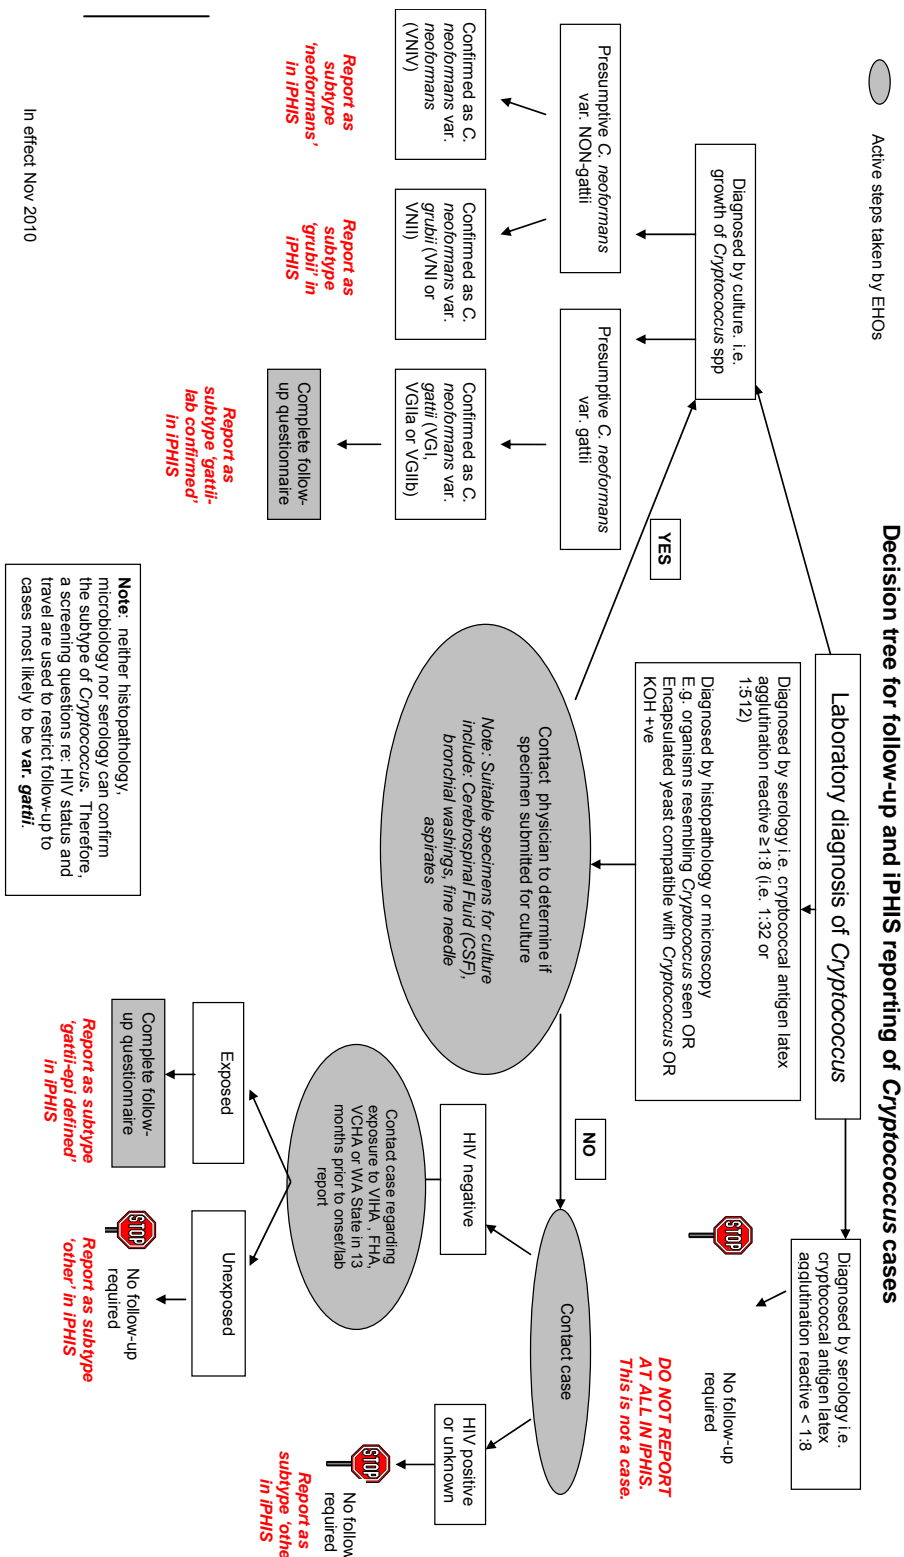 Decision tree for follow-up and iPHIS reporting of Cryptococcus cases
Active steps taken by EHOs
Laboratory diagnosis of Cryptococcus
Diagnosed by culture. i.e.
growth of Cryptococcus spp
Diagnosed by serology i.e. cryptococcal antigen latex
agglutination reactive ≥1:8 (i.e. 1:32 or
1:512)
Diagnosed by histopathology or microscopy
E.g. organisms resembling Cryptococcus seen OR
Encapsulated yeast compatible with Cryptococcus OR
KOH +ve
Diagnosed by serology i.e.
cryptococcal antigen latex
agglutination reactive < 1:8
STOP
No follow-up
required
DO NOT REPORT
AT ALL IN IPHIS.
This is not a case.
Presumptive C. neoformans
var. NON-gattii
Presumptive C. neoformans
var. gattii
YES
Contact physician to determine if
specimen submitted for culture
Note: Suitable specimens for culture
include: Cerebrospinal Fluid (CSF),
bronchial washings, fine needle
aspirates
NO
Contact case
Confirmed as C.
neoformans var.
neoformans
(VNIV)
Confirmed as C.
neoformans var.
grubii (VNI or
VNII)
Confirmed as C.
neoformans var.
gattii (VGI,
VGIIa or VGIIb)
HIV negative
HIV positive
or unknown
Report as
subtype
‘neoformans’
in iPHIS
Report as
subtype
‘grubii’ in
iPHIS
Complete follow-
up questionnaire
Report as
subtype ‘gattii-
lab confirmed’
in iPHIS
Contact case regarding
exposure to VIHA , FHA,
VCHA or WA State in 13
months prior to onset/lab
report
STOP
No follow
required
Report as
subtype ‘othe
in iPHIS
Exposed
Unexposed
Complete follow-
up questionnaire
STOP
No follow-up
required
Report as subtype
‘gattii-epi defined’
in iPHIS
Report as subtype
‘other’ in iPHIS
Note: neither histopathology,
microbiology nor serology can confirm
the subtype of Cryptococcus. Therefore,
a screening questions re: HIV status and
travel are used to restrict follow-up to
cases most likely to be var. gattii.
In effect Nov 2010